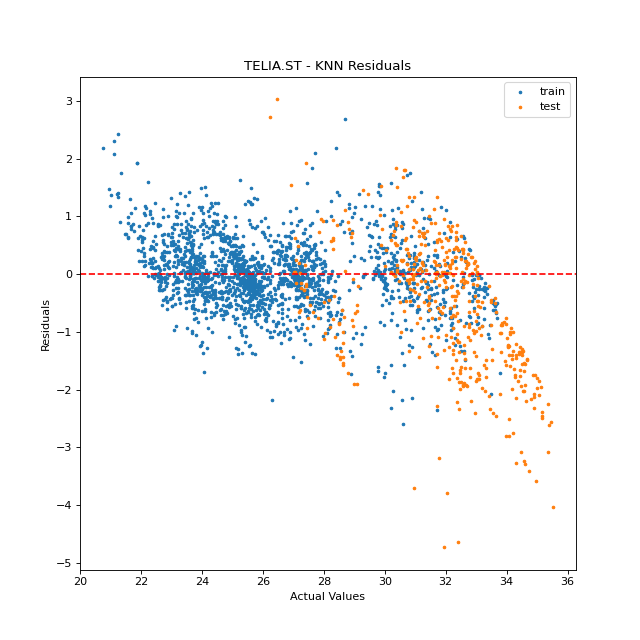 TELIA.ST - KNN Residuals
train
test
3
2
1
0
−1
−2
−3
−4
−5
Residuals
20 22 24 26 28 30 32 34 36
Actual Values